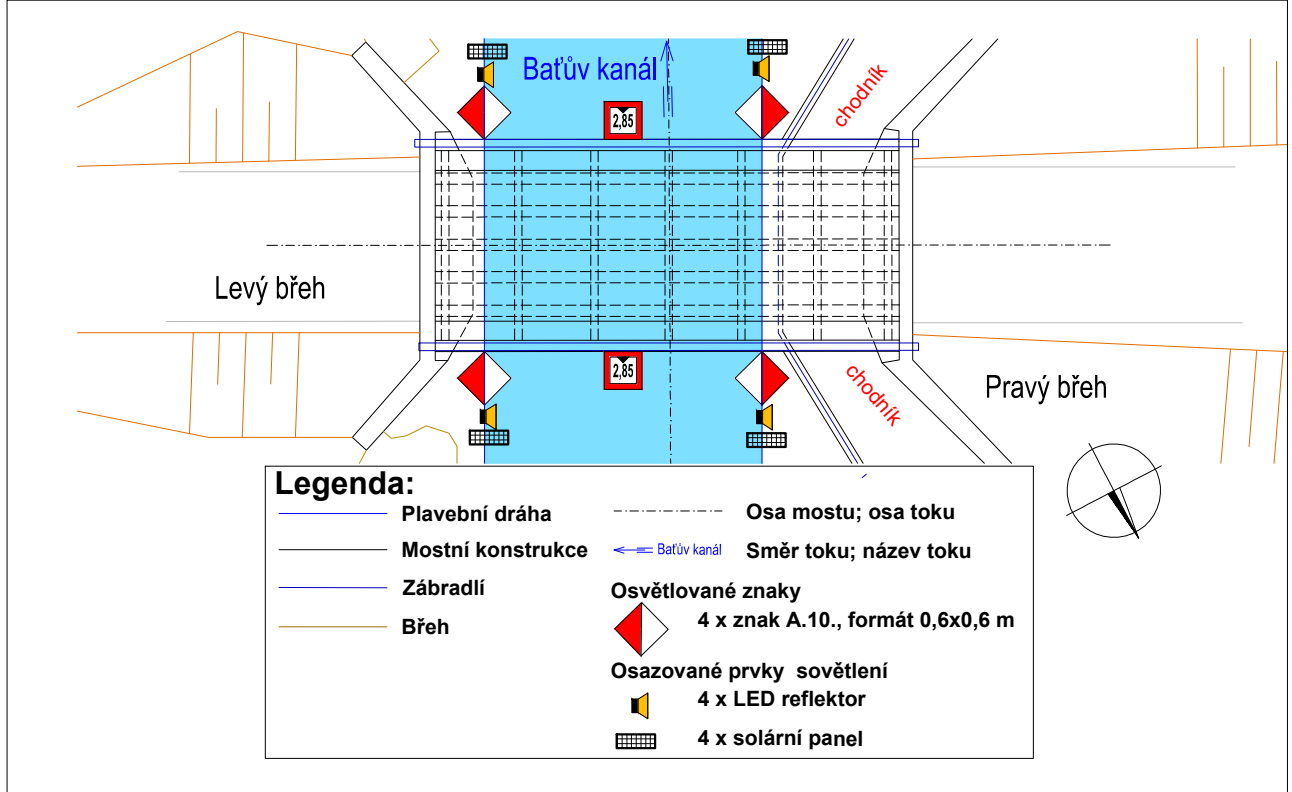 Baťův kanál
chodník
2,85
Levý břeh
2,85
chodník
Pravý břeh
Legenda:
Plavební dráha
Osa mostu; osa toku
Mostní konstrukce
Baťův kanál
Směr toku; název toku
Zábradlí
Osvětlované znaky
Břeh
4 x znak A.10., formát 0,6x0,6 m
Osazované prvky sovětlení
4 x LED reflektor
4 x solární panel